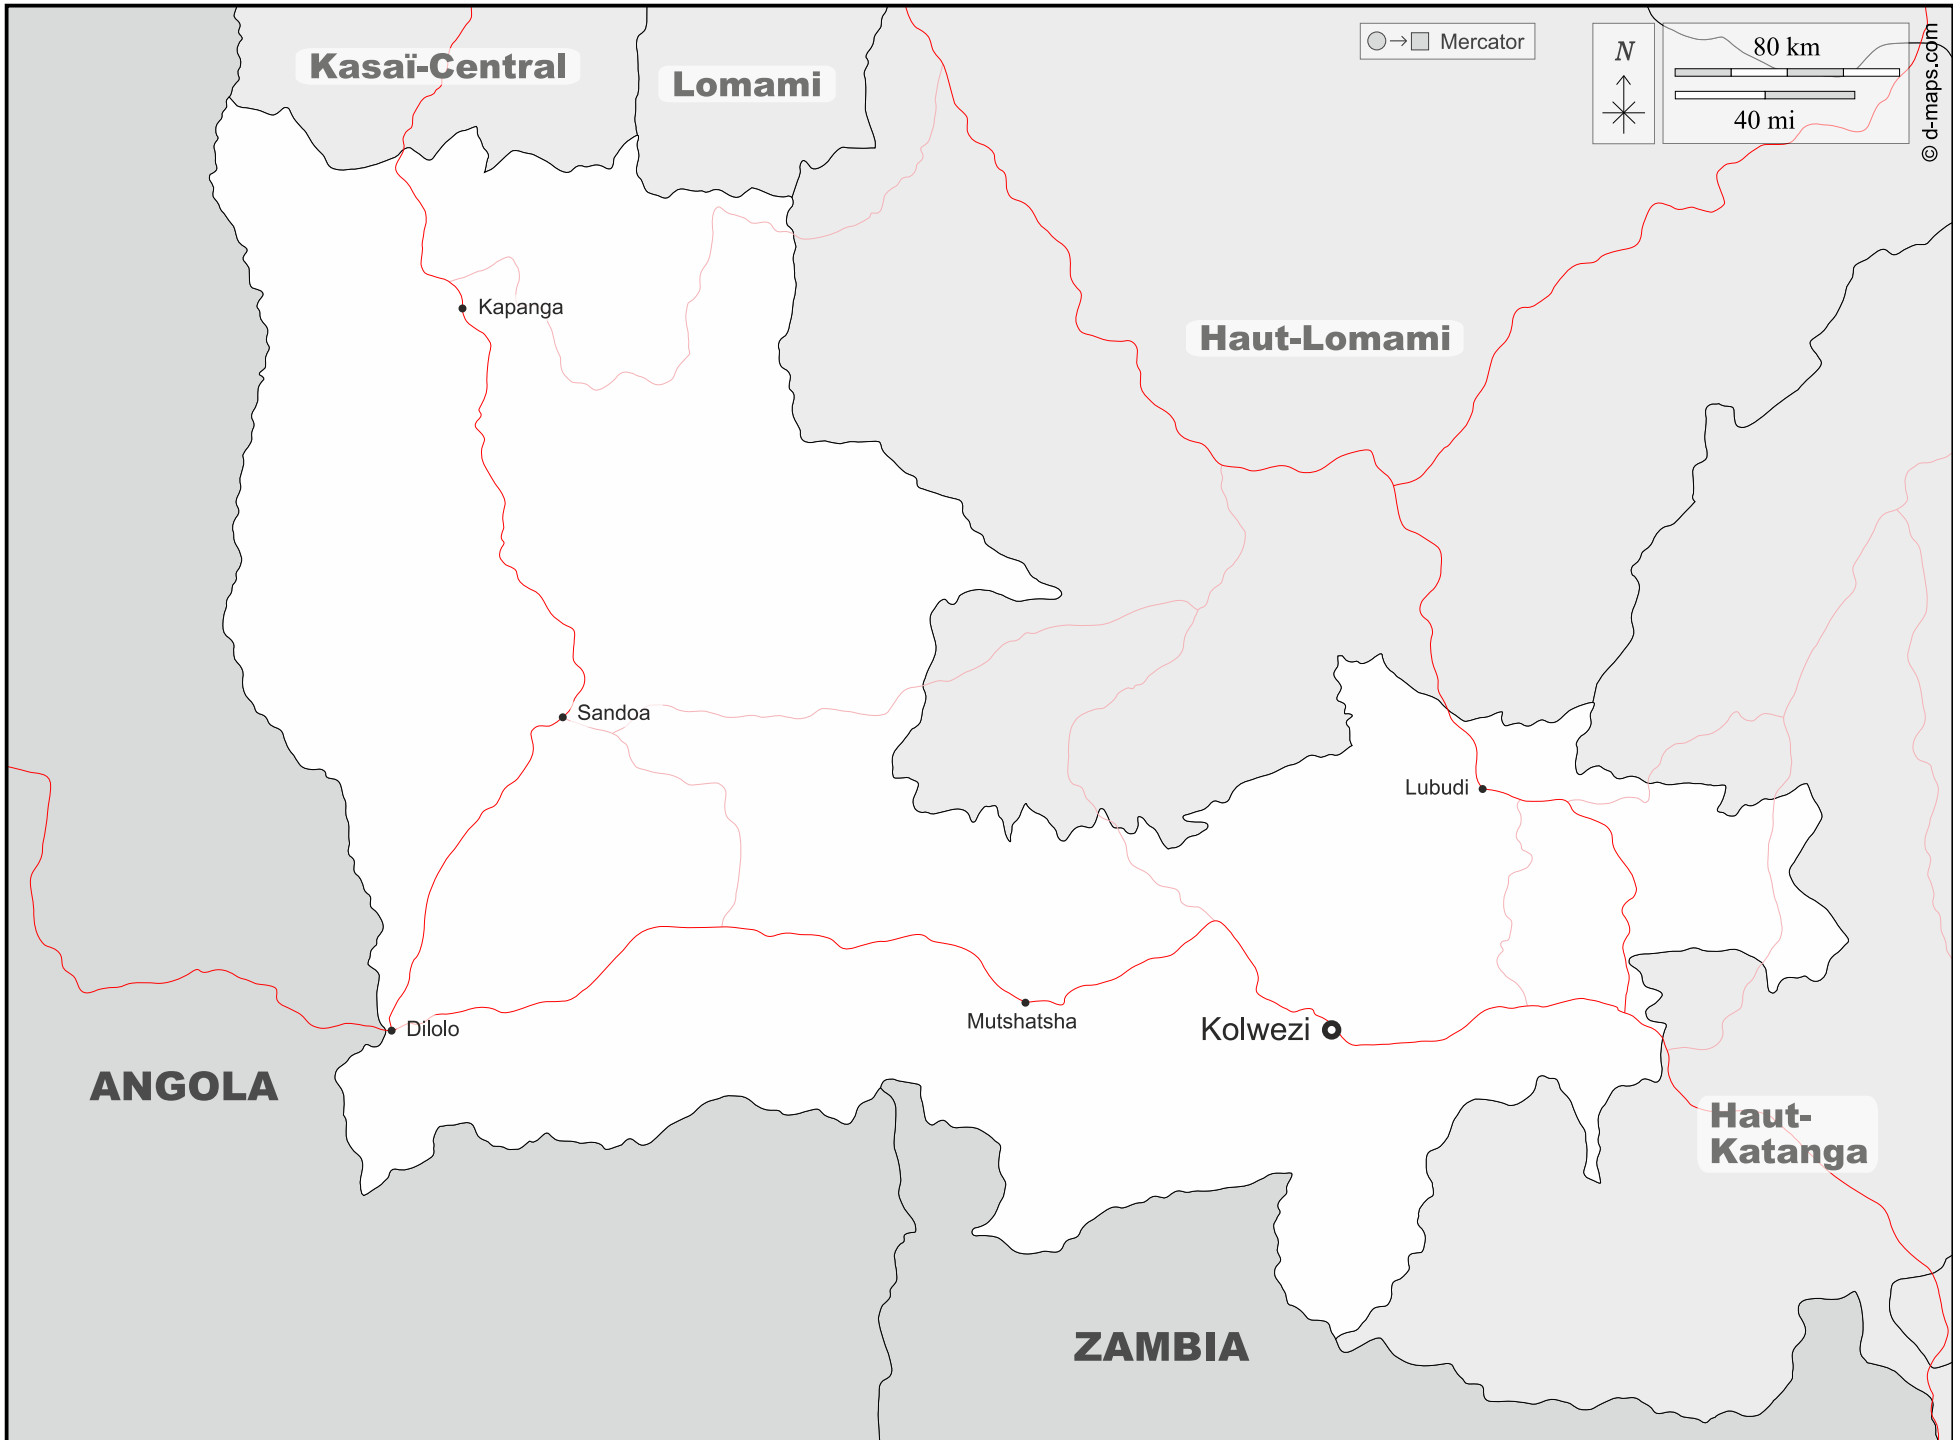 Kasaï-Central
Lomami
Mercator
N
80 km
40 mi
© d-maps.com
Kapanga
Haut-Lomami
Sandoa
Lubudi
Dilolo
Mutshatsha
Kolwezi
ANGOLA
Haut-
Katanga
ZAMBIA